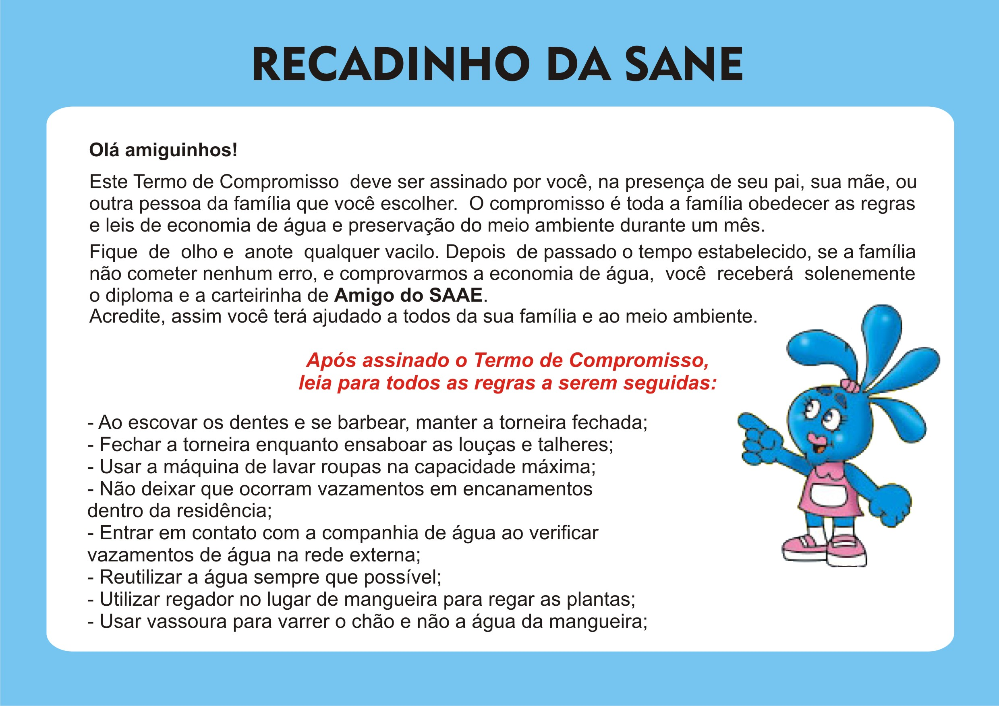 RECADINHO DA SANE
Olá amiguinhos!
Este Termo de Compromisso deve ser assinado por você, na presença de seu pai, sua mãe, ou
outra pessoa da família que você escolher. O compromisso é toda a família obedecer as regras
e leis de economia de água e preservação do meio ambiente durante um mês.
Fique de olho e anote qualquer vacilo. Depois de passado o tempo estabelecido, se a família
não cometer nenhum erro, e comprovarmos a economia de água, você receberá solenemente
o diploma e a carteirinha de Amigo do SAAE.
Acredite, assim você terá ajudado a todos da sua família e ao meio ambiente.
Após assinado o Termo de Compromisso,
leia para todos as regras a serem seguidas:
- Ao escovar os dentes e se barbear, manter a torneira fechada;
- Fechar a torneira enquanto ensaboar as louças e talheres;
- Usar a máquina de lavar roupas na capacidade máxima;
- Não deixar que ocorram vazamentos em encanamentos
dentro da residência;
- Entrar em contato com a companhia de água ao verificar
vazamentos de água na rede externa;
- Reutilizar a água sempre que possível;
- Utilizar regador no lugar de mangueira para regar as plantas;
- Usar vassoura para varrer o chão e não a água da mangueira;